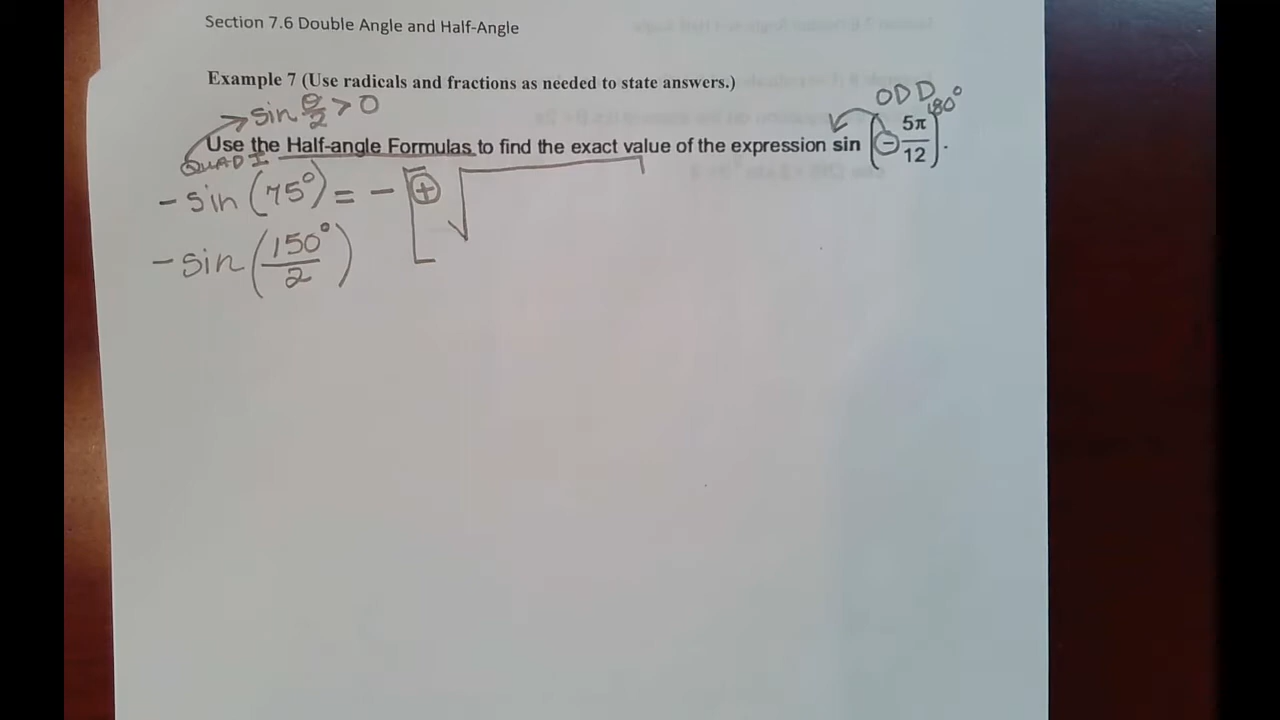 Section 7.6 Double Angle and Half-Angle
Example 7 (Use radicals and fractions as needed to state answers.)
sin θ/2 > 0
ODD
180°
Use the Half-angle Formulas to find the exact value of the expression sin (− 5π/12).
QUAD I
-sin (75°) = - [⊕ √
-sin (150°/2)